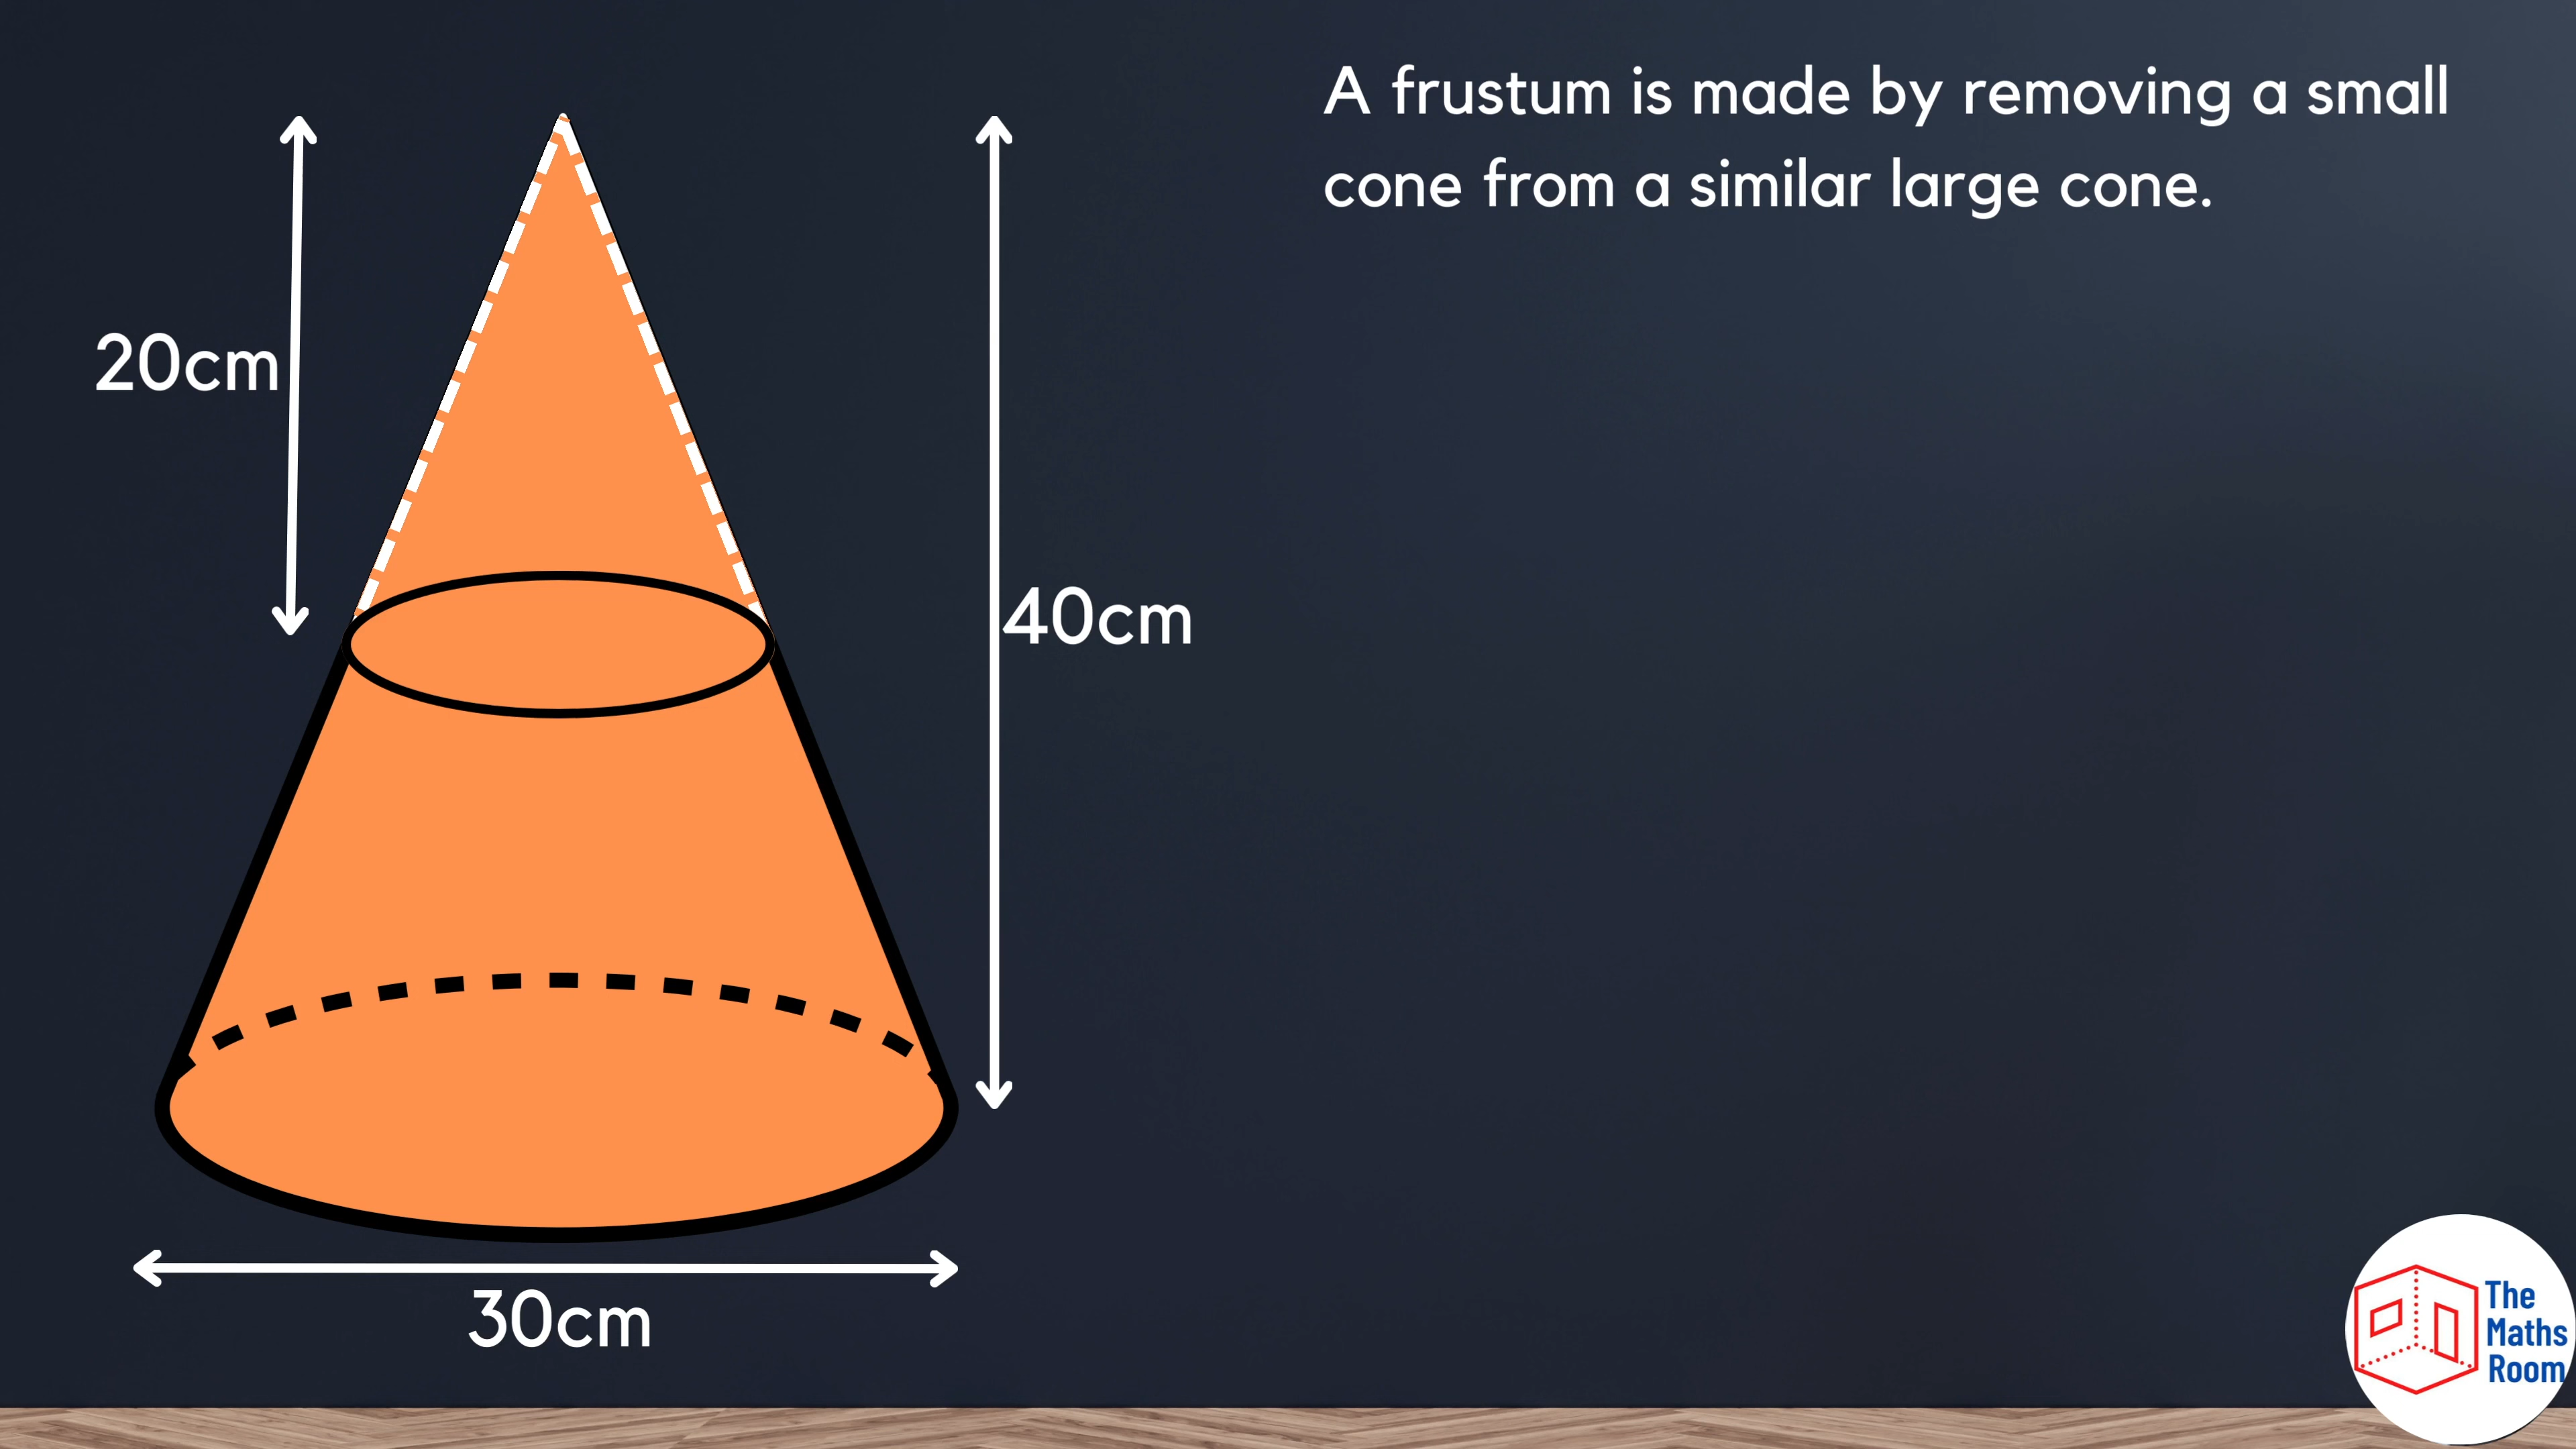 A frustum is made by removing a small
cone from a similar large cone.
20cm
40cm
30cm
The
Maths
Room